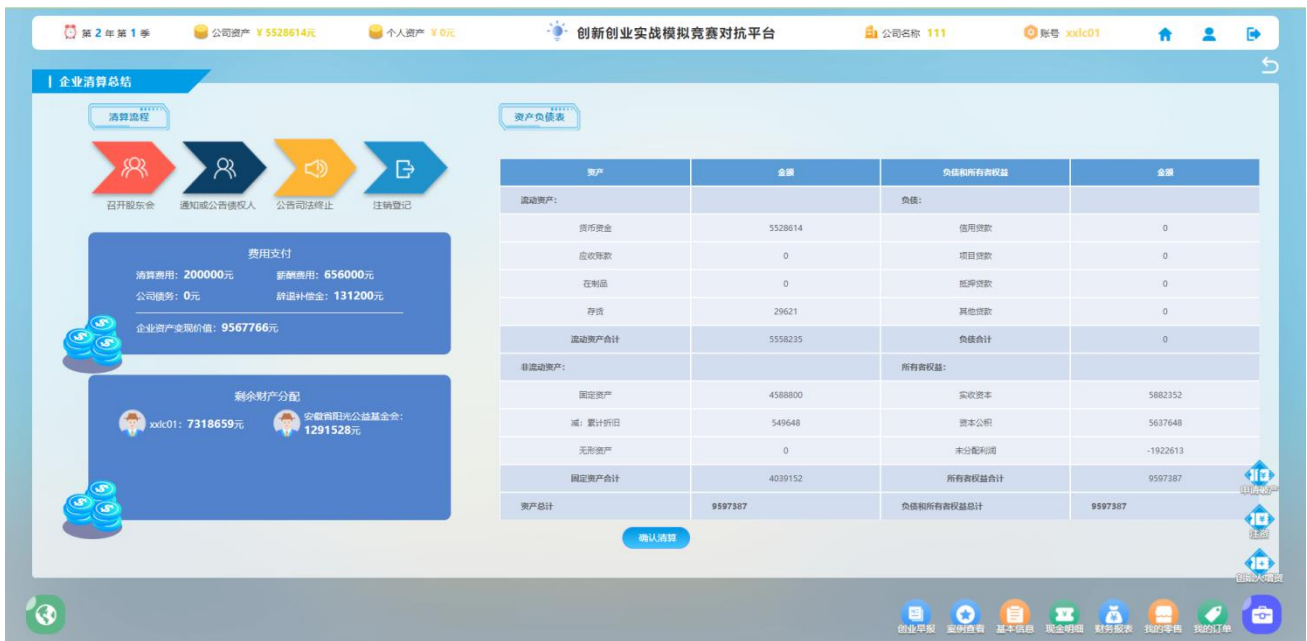 第 2 年第 1 季
公司资产 ¥ 5528614元
个人资产 ¥ 0元
创新创业实战模拟竞赛对抗平台
公司名称 111
账号 xxlc01
企业清算总结
清算流程
召开股东会 通知或公告债权人 公告司法终止 注销登记
费用支付
清算费用: 200000元 薪酬费用: 656000元
公司债务: 0元 辞退补偿金: 131200元
企业资产变现价值: 9567766元
剩余财产分配
xxlc01: 7318659元
安徽省阳光公益基金会:
1291528元
资产负债表
资产 金额 负债和所有者权益 金额
流动资产: 负债:
货币资金 5528614 信用贷款 0
应收账款 0 项目贷款 0
在制品 0 抵押贷款 0
存货 29621 其他贷款 0
流动资产合计 5558235 负债合计 0
非流动资产: 所有者权益:
固定资产 4588800 实收资本 5882352
减: 累计折旧 549648 资本公积 5637648
无形资产 0 未分配利润 -1922613
固定资产合计 4039152 所有者权益合计 9597387
资产总计 9597387 负债和所有者权益总计 9597387
确认清算
申请破产
注资
创始人增资
创业早报 案例查看 基本信息 现金明细 财务报表 我的零售 我的订单